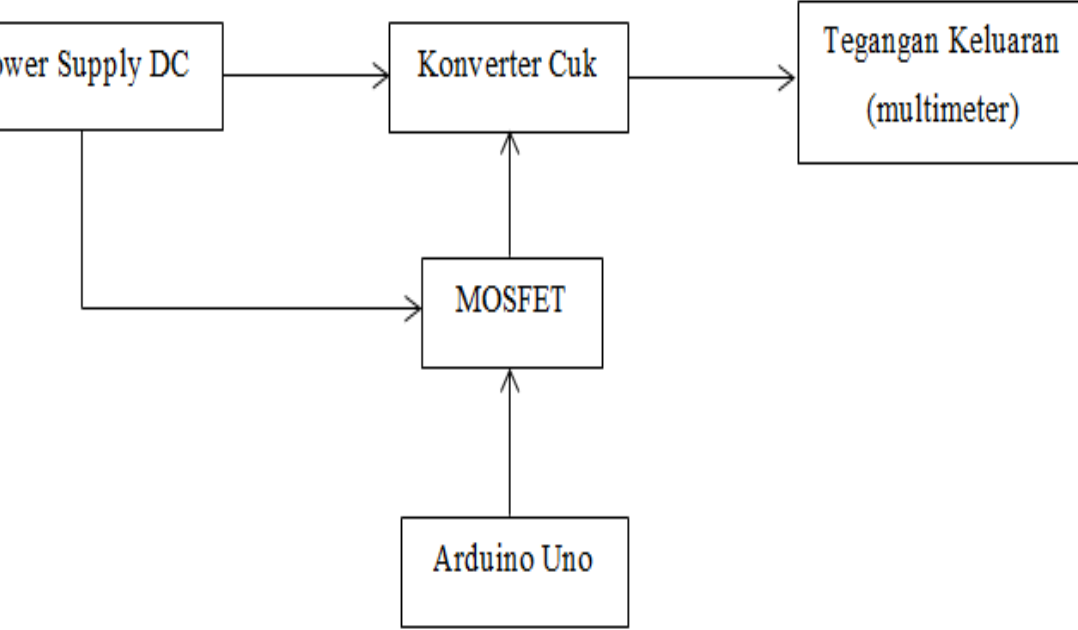 ower Supply DC
Konverter Cuk
Tegangan Keluaran
(multimeter)
MOSFET
Arduino Uno